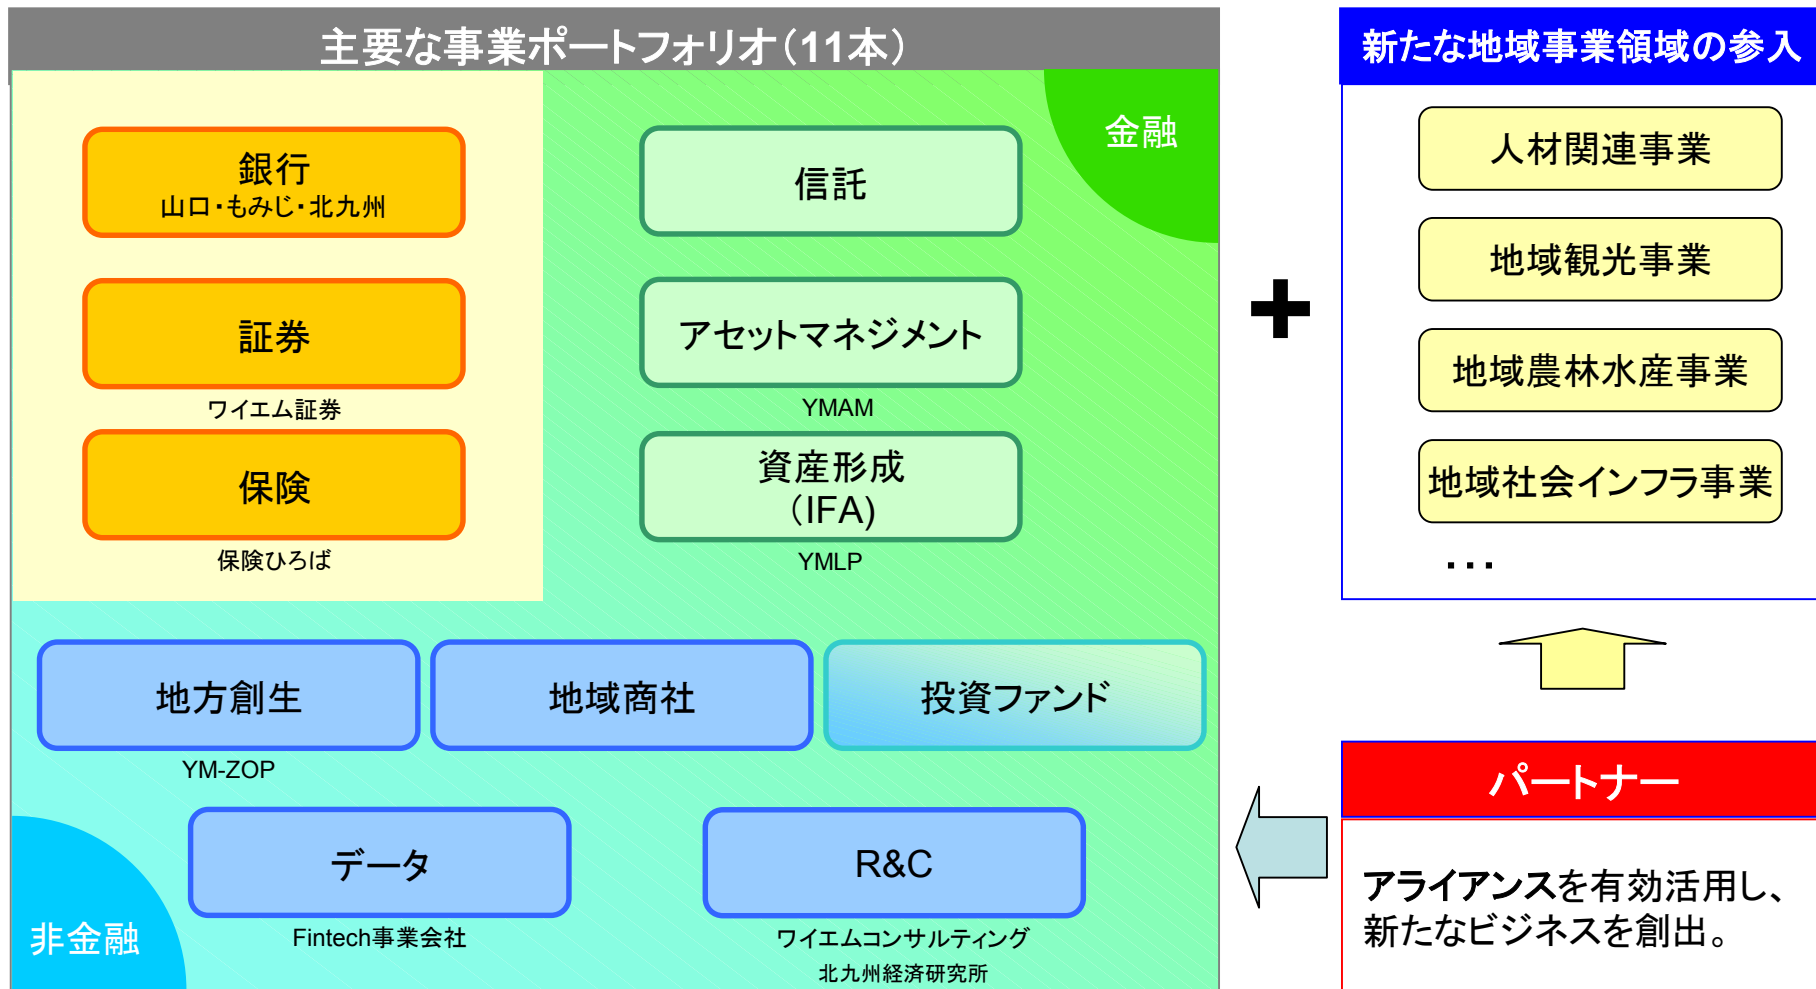 主要な事業ポートフォリオ（11本）
金融
銀行
山口・もみじ・北九州
信託
証券
ワイエム証券
アセットマネジメント
YMAM
保険
保険ひろば
資産形成
（IFA)
YMLP
地方創生
YM-ZOP
地域商社
投資ファンド
データ
Fintech事業会社
R&C
ワイエムコンサルティング
北九州経済研究所
非金融
+
新たな地域事業領域の参入
人材関連事業
地域観光事業
地域農林水産事業
地域社会インフラ事業
･･･
パートナー
アライアンスを有効活用し、
新たなビジネスを創出。